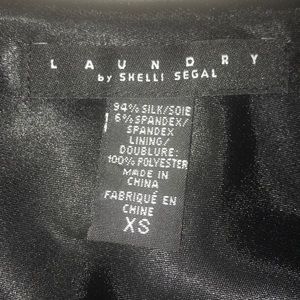 LAUNDRY
by SHELLI SEGAL
94% SILK/SOIE
6% SPANDEX/
SPANDEX
LINING/
DOUBLURE:
100% POLYESTER
MADE IN
CHINA
FABRIQUÉ EN
CHINE
XS